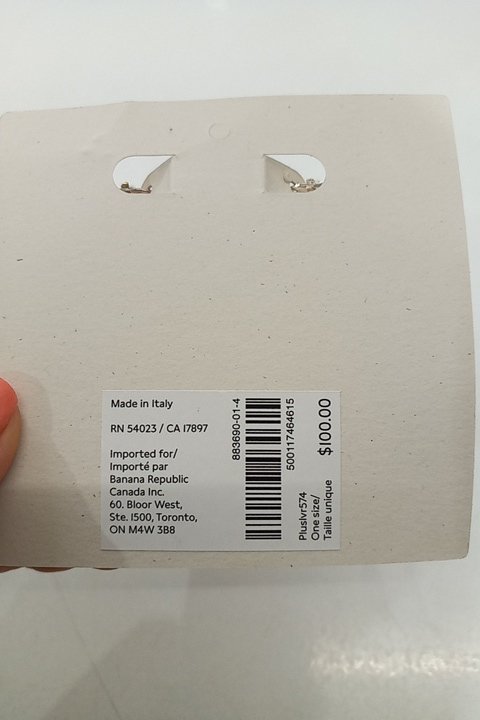 Made in Italy
RN 54023 / CA 17897
Imported for/
Importé par
Banana Republic
Canada Inc.
60. Bloor West,
Ste. 1500, Toronto,
ON M4W 3B8
883690-01-4
500117464615
Pluslvr574
One size/
Taille unique
$100.00